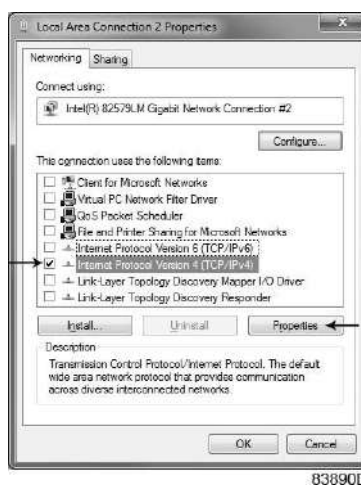 Local Area Connection 2 Properties
Networking Sharing
Connect using:
Intel(R) 82579LM Gigabit Network Connection #2
Configure...
This connection uses the following items:
Client for Microsoft Networks
Virtual PC Network Filter Driver
QoS Packet Scheduler
File and Printer Sharing for Microsoft Networks
Internet Protocol Version 6 (TCP/IPv6)
Internet Protocol Version 4 (TCP/IPv4)
Link-Layer Topology Discovery Mapper I/O Driver
Link-Layer Topology Discovery Responder
Install... Uninstall Properties
Description
Transmission Control Protocol/Internet Protocol. The default
wide area network protocol that provides communication
across diverse interconnected networks.
OK Cancel